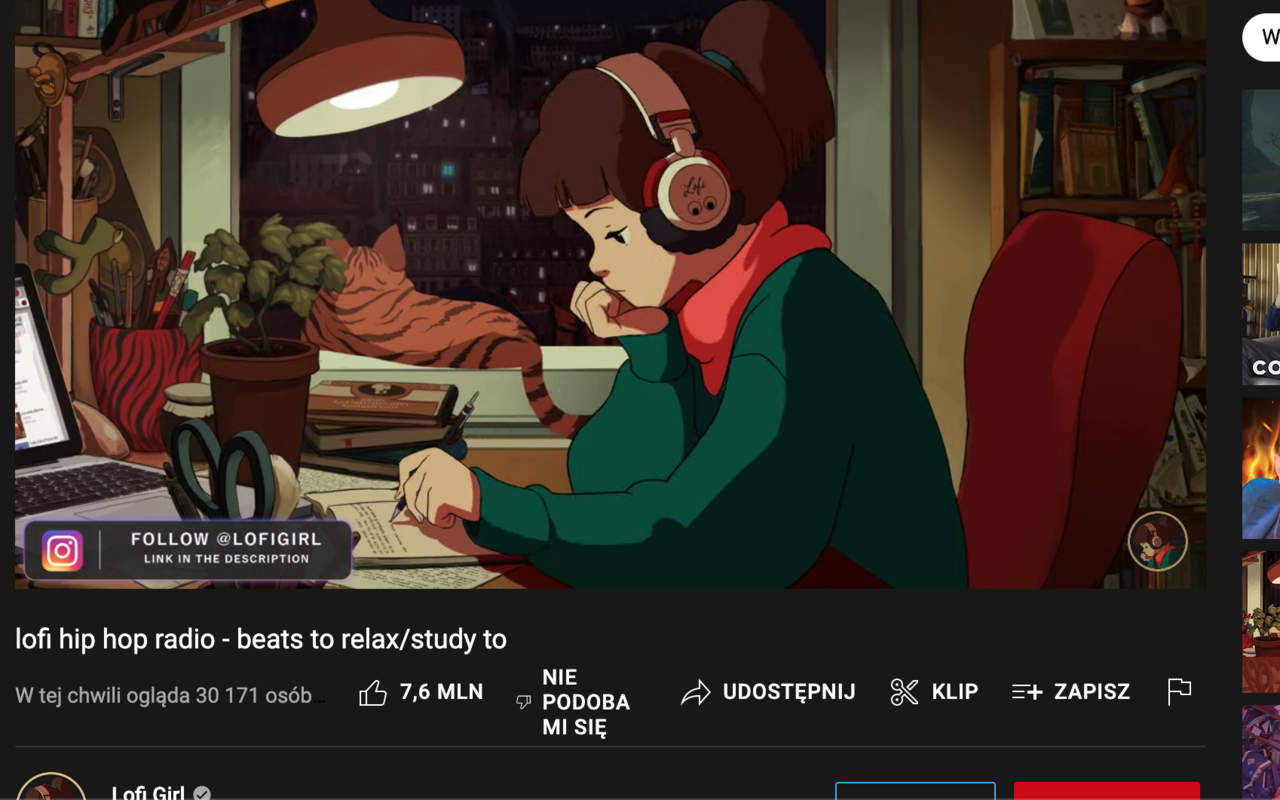 Lofi
FOLLOW @LOFIGIRL
LINK IN THE DESCRIPTION
lofi hip hop radio - beats to relax/study to
W tej chwili ogląda 30 171 osób...
7,6 MLN
NIE
PODOBA
MI SIĘ
UDOSTĘPNIJ
KLIP
ZAPISZ
Lofi Girl
W
CO